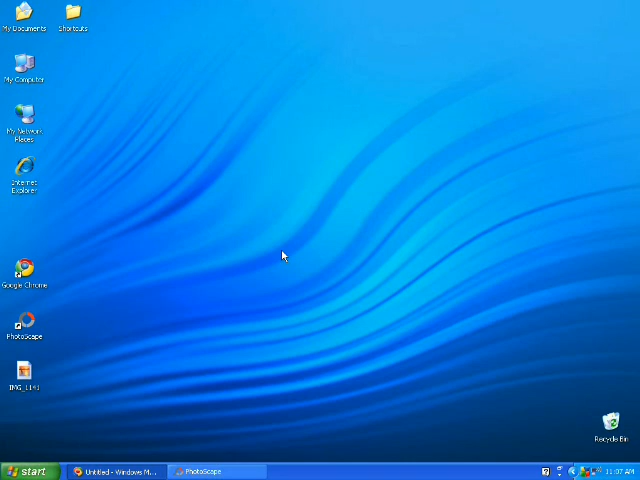 My Documents
Shortcuts
My Computer
My Network
Places
Internet
Explorer
Google Chrome
PhotoScape
IMG_1141
Recycle Bin
start
Untitled - Windows M...
PhotoScape
11:07 AM